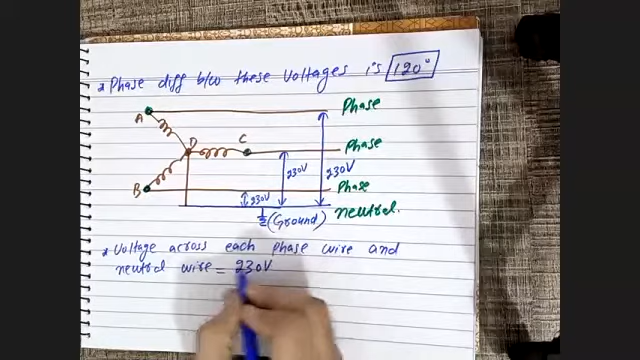 * Phase diff b/w these Voltages is 120°
Phase
A
D
C
Phase
230V
230V
B
230V
Phase
(Ground)
neutral.
* Voltage across each phase wire and
neutral wire = 230V